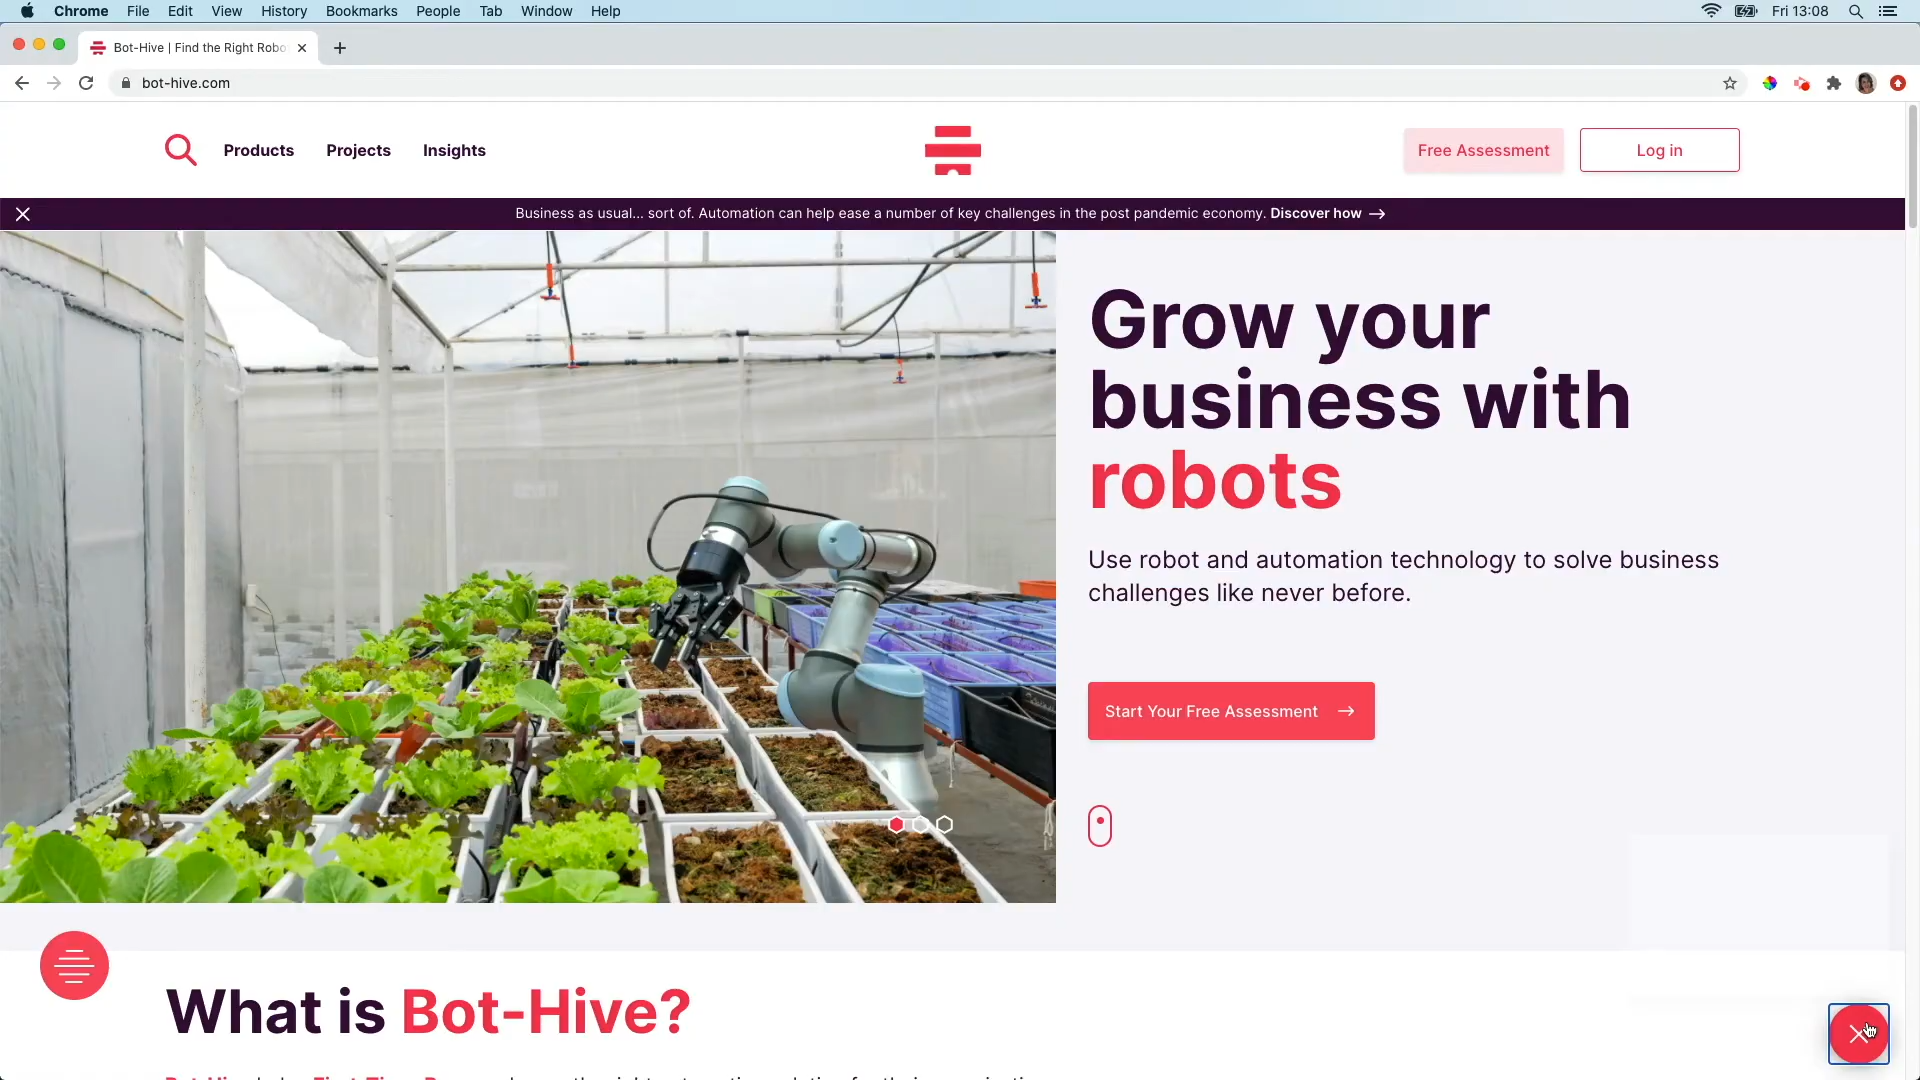 Chrome File Edit View History Bookmarks People Tab Window Help Fri 13:08
Bot-Hive | Find the Right Robo
bot-hive.com
Products Projects Insights Free Assessment Log in
Business as usual... sort of. Automation can help ease a number of key challenges in the post pandemic economy. Discover how →
Grow your
business with
robots
Use robot and automation technology to solve business
challenges like never before.
Start Your Free Assessment →
What is Bot-Hive?